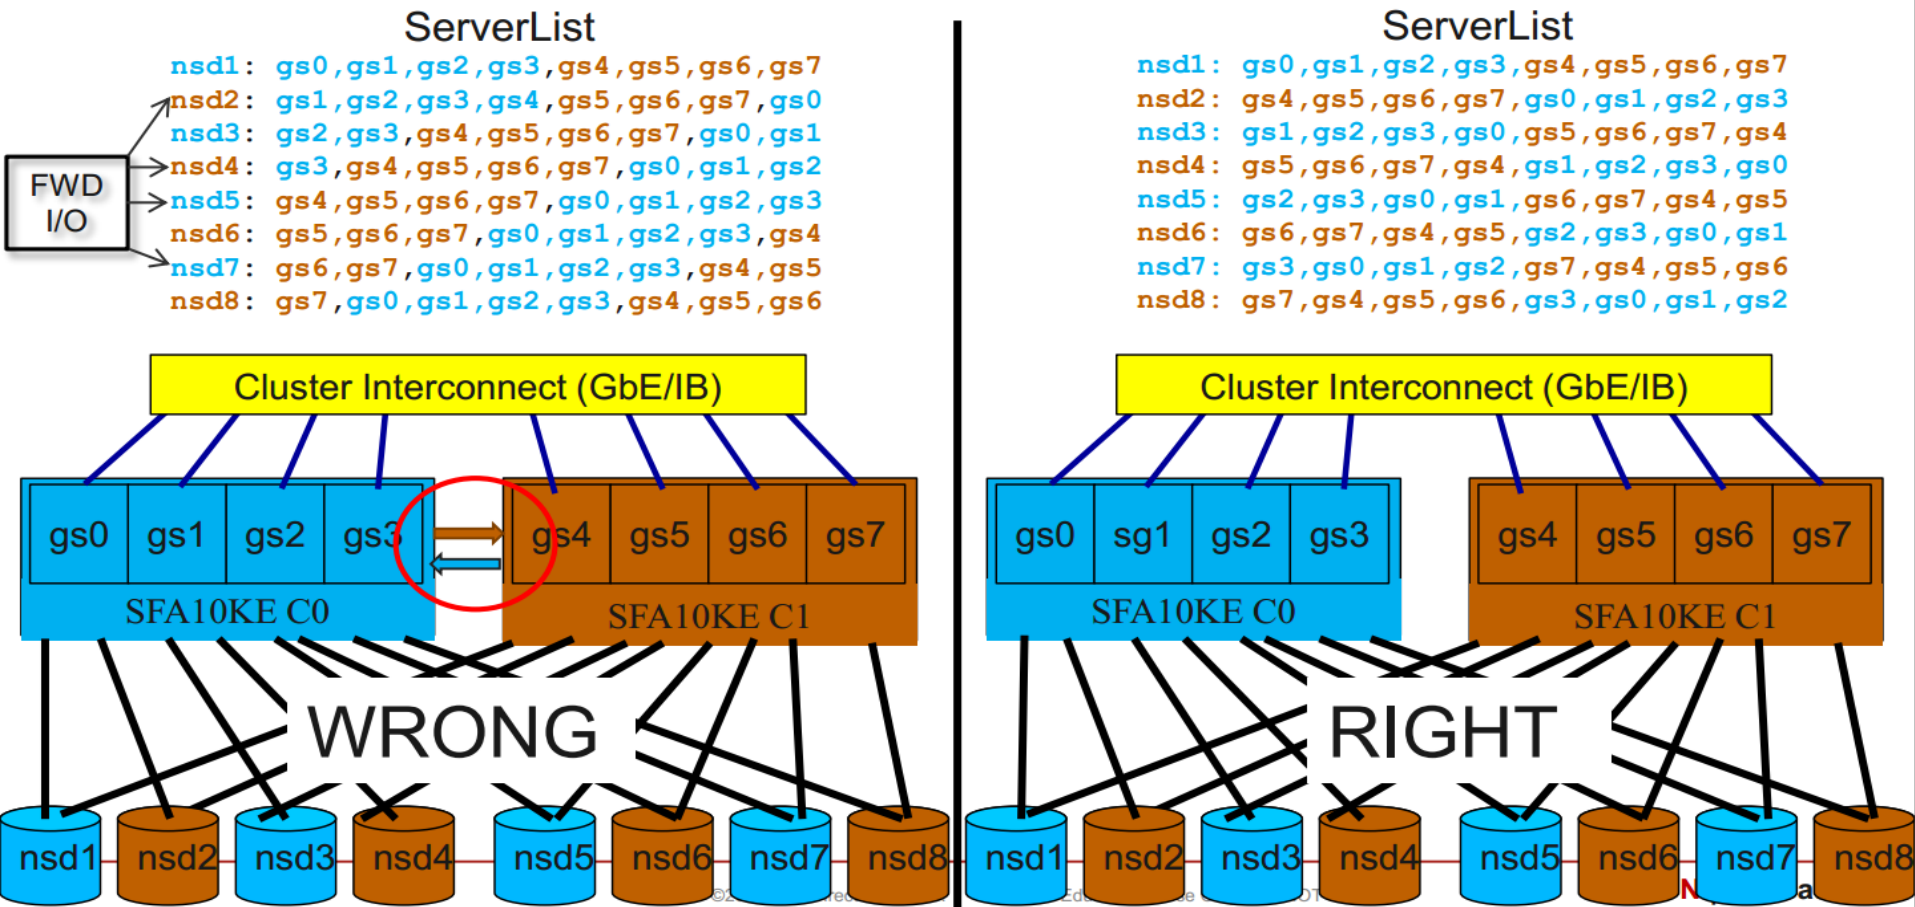 ServerList
nsd1: gs0,gs1,gs2,gs3,gs4,gs5,gs6,gs7
nsd2: gs1,gs2,gs3,gs4,gs5,gs6,gs7,gs0
nsd3: gs2,gs3,gs4,gs5,gs6,gs7,gs0,gs1
nsd4: gs3,gs4,gs5,gs6,gs7,gs0,gs1,gs2
nsd5: gs4,gs5,gs6,gs7,gs0,gs1,gs2,gs3
nsd6: gs5,gs6,gs7,gs0,gs1,gs2,gs3,gs4
nsd7: gs6,gs7,gs0,gs1,gs2,gs3,gs4,gs5
nsd8: gs7,gs0,gs1,gs2,gs3,gs4,gs5,gs6
FWD
I/O
Cluster Interconnect (GbE/IB)
gs0 gs1 gs2 gs3 gs4 gs5 gs6 gs7
SFA10KE C0 SFA10KE C1
WRONG
nsd1 nsd2 nsd3 nsd4 nsd5 nsd6 nsd7 nsd8
ServerList
nsd1: gs0,gs1,gs2,gs3,gs4,gs5,gs6,gs7
nsd2: gs4,gs5,gs6,gs7,gs0,gs1,gs2,gs3
nsd3: gs1,gs2,gs3,gs0,gs5,gs6,gs7,gs4
nsd4: gs5,gs6,gs7,gs4,gs1,gs2,gs3,gs0
nsd5: gs2,gs3,gs0,gs1,gs6,gs7,gs4,gs5
nsd6: gs6,gs7,gs4,gs5,gs2,gs3,gs0,gs1
nsd7: gs3,gs0,gs1,gs2,gs7,gs4,gs5,gs6
nsd8: gs7,gs4,gs5,gs6,gs3,gs0,gs1,gs2
Cluster Interconnect (GbE/IB)
gs0 sg1 gs2 gs3 gs4 gs5 gs6 gs7
SFA10KE C0 SFA10KE C1
RIGHT
nsd1 nsd2 nsd3 nsd4 nsd5 nsd6 nsd7 nsd8